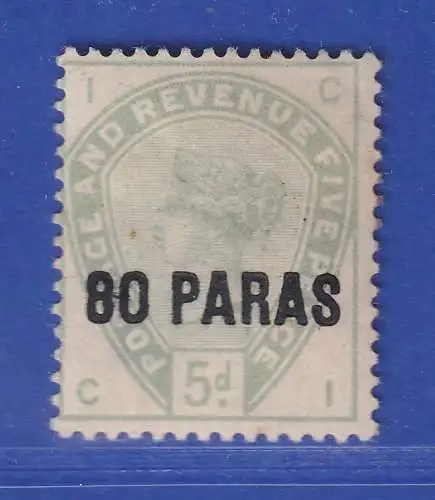 I C
POSTAGE AND REVENUE FIVE PENCE
80 PARAS
C 5d. I